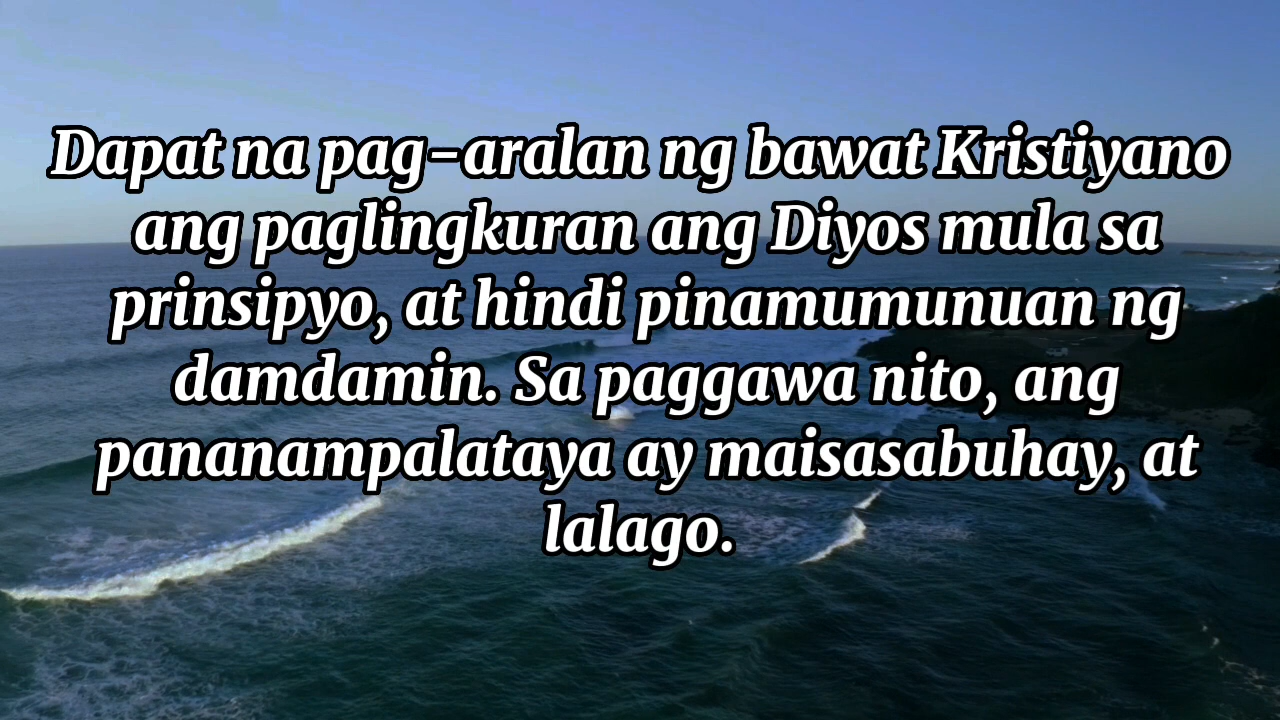 Dapat na pag-aralan ng bawat Kristiyano
ang paglingkuran ang Diyos mula sa
prinsipyo, at hindi pinamumunuan ng
damdamin. Sa paggawa nito, ang
pananampalataya ay maisasabuhay, at
lalago.